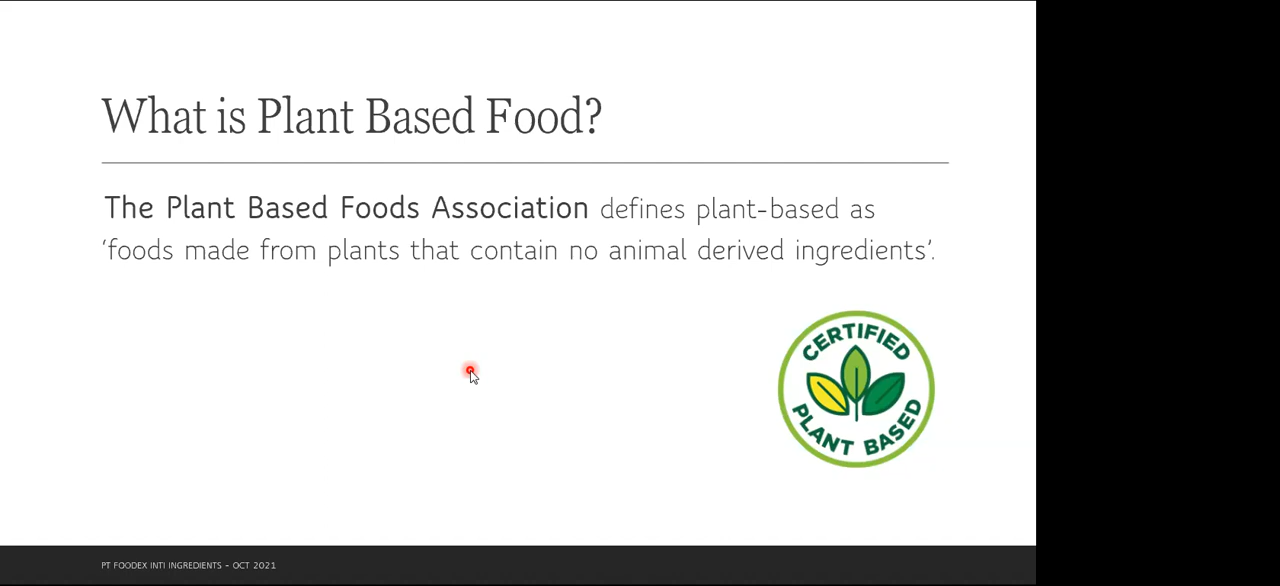 What is Plant Based Food?
The Plant Based Foods Association defines plant-based as
‘foods made from plants that contain no animal derived ingredients’.
CERTIFIED
PLANT BASED
PT FOODEX INTI INGREDIENTS – OCT 2021